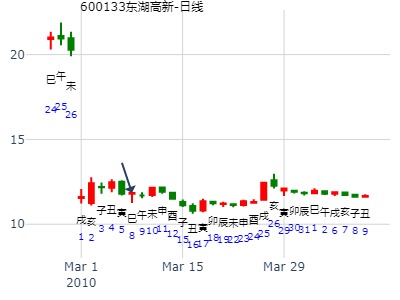 600133东湖高新-日线
20
15
10
巳 午 未
24 25 26
戌 亥 子 丑 寅 巳 午 未 申 酉 子 丑 寅 卯 辰 未 申 酉 戌 亥 寅 卯 辰 巳 午 戌 亥 子 丑
1 2 3 4 5 8 9 10 11 12 15 16 17 18 19 22 23 24 25 26 29 30 31 1 2 6 7 8 9
Mar 1 Mar 15 Mar 29
2010